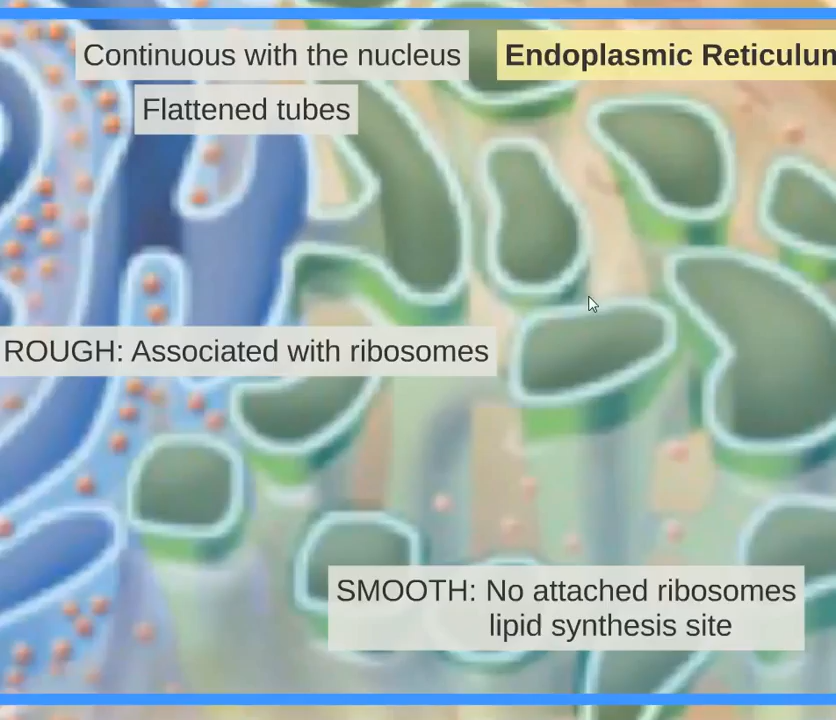 Continuous with the nucleus
Endoplasmic Reticulum
Flattened tubes
ROUGH: Associated with ribosomes
SMOOTH: No attached ribosomes
lipid synthesis site